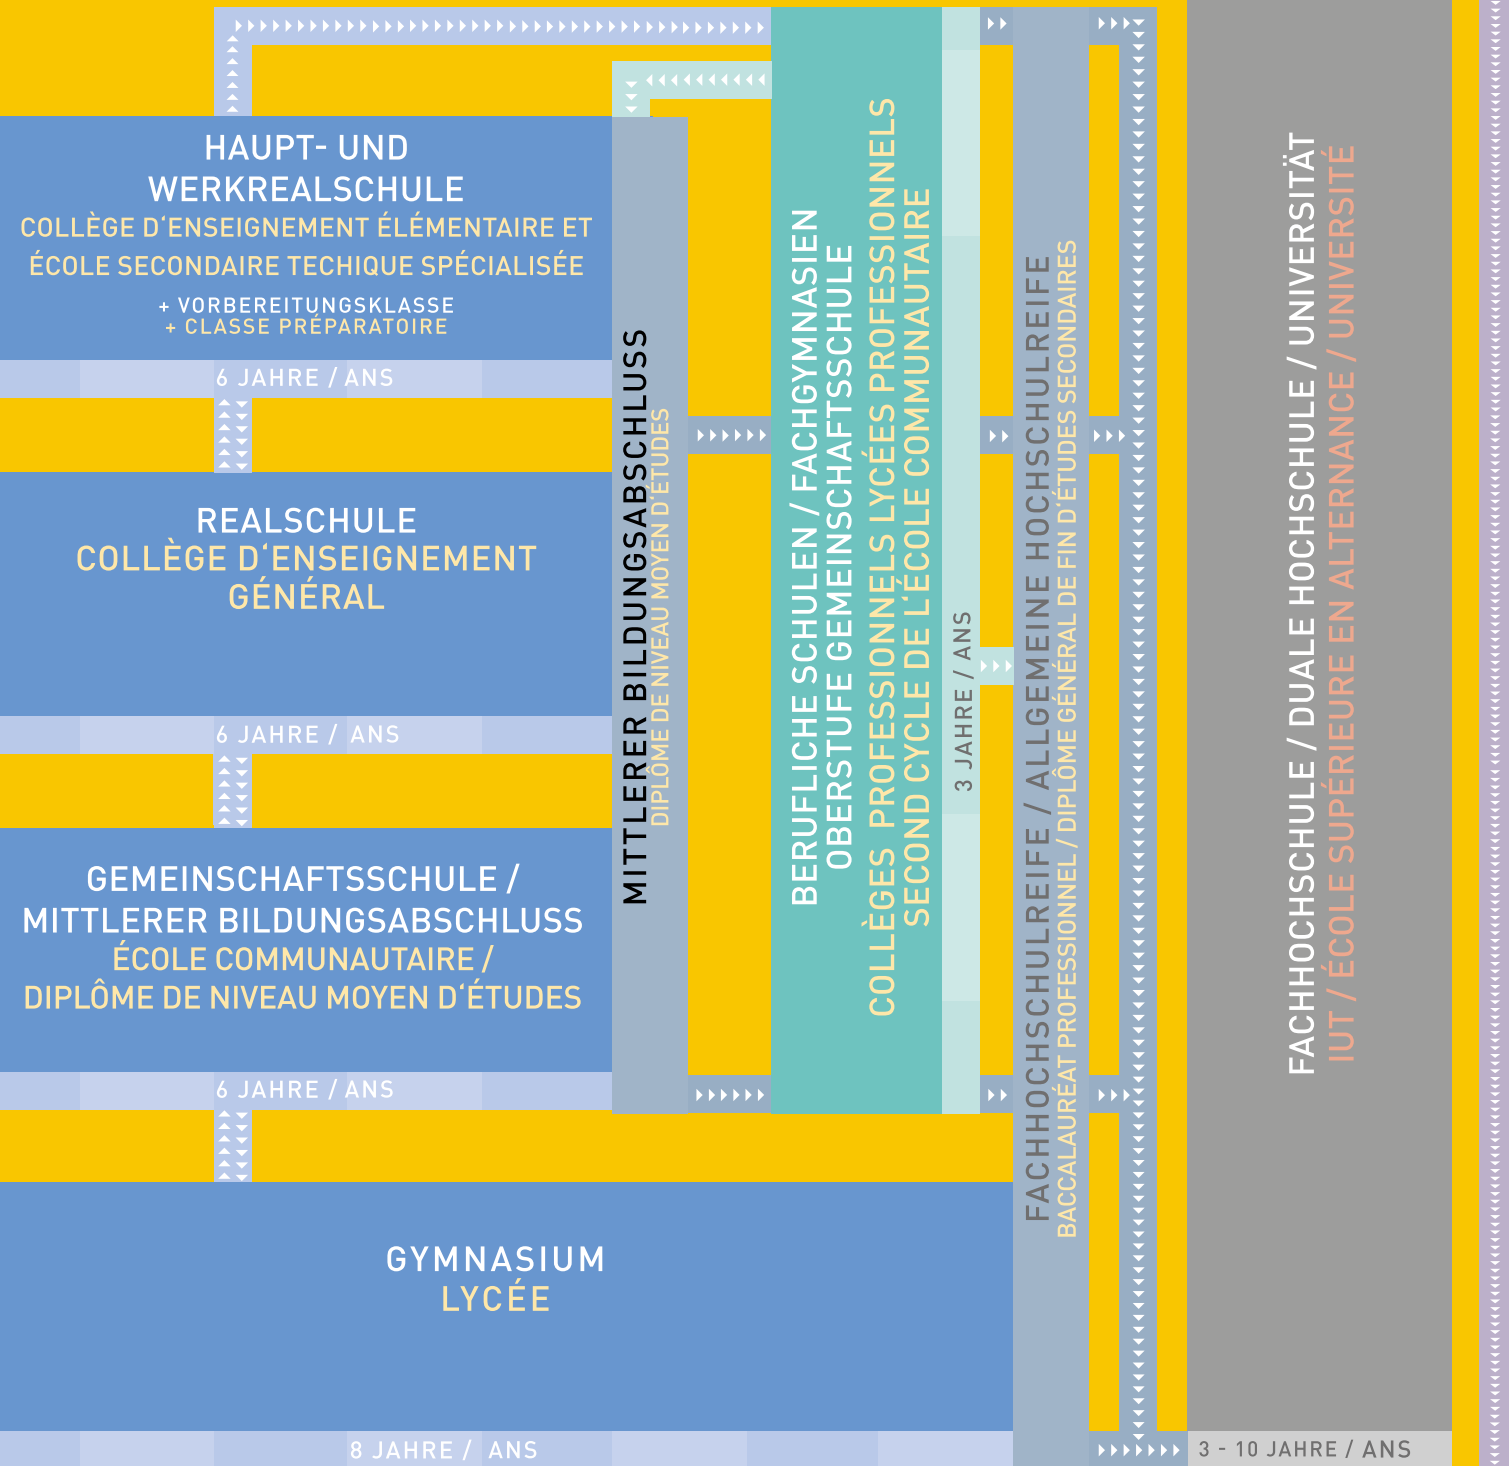 HAUPT- UND
WERKREALSCHULE
COLLÈGE D‘ENSEIGNEMENT ÉLÉMENTAIRE ET
ÉCOLE SECONDAIRE TECHIQUE SPÉCIALISÉE
+ VORBEREITUNGSKLASSE
+ CLASSE PRÉPARATOIRE
6 JAHRE / ANS
REALSCHULE
COLLÈGE D‘ENSEIGNEMENT
GÉNÉRAL
6 JAHRE / ANS
GEMEINSCHAFTSSCHULE /
MITTLERER BILDUNGSABSCHLUSS
ÉCOLE COMMUNAUTAIRE /
DIPLÔME DE NIVEAU MOYEN D‘ÉTUDES
6 JAHRE / ANS
GYMNASIUM
LYCÉE
8 JAHRE / ANS
MITTLERER BILDUNGSABSCHLUSS
DIPLÔME DE NIVEAU MOYEN D‘ÉTUDES
BERUFLICHE SCHULEN / FACHGYMNASIEN
OBERSTUFE GEMEINSCHAFTSSCHULE
COLLÈGES PROFESSIONNELS LYCÉES PROFESSIONNELS
SECOND CYCLE DE L‘ÉCOLE COMMUNAUTAIRE
3 JAHRE / ANS
FACHHOCHSCHULREIFE / ALLGEMEINE HOCHSCHULREIFE
BACCALAURÉAT PROFESSIONNEL / DIPLÔME GÉNÉRAL DE FIN D‘ÉTUDES SECONDAIRES
FACHHOCHSCHULE / DUALE HOCHSCHULE / UNIVERSITÄT
IUT / ÉCOLE SUPÉRIEURE EN ALTERNANCE / UNIVERSITÉ
3 - 10 JAHRE / ANS